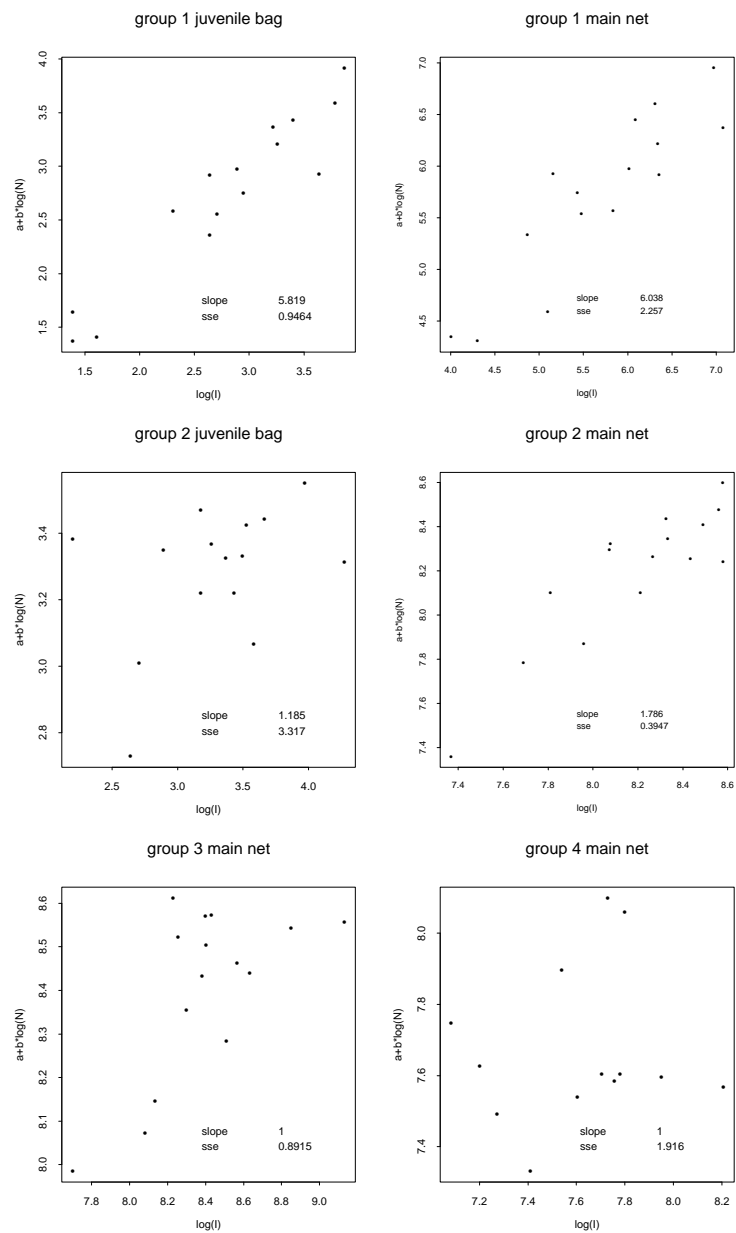 group 1 juvenile bag
a+b*log(N)
4.0
3.5
3.0
2.5
2.0
1.5
slope 5.819
sse 0.9464
1.5 2.0 2.5 3.0 3.5
log(I)
group 1 main net
a+b*log(N)
7.0
6.5
6.0
5.5
5.0
4.5
slope 6.038
sse 2.257
4.0 4.5 5.0 5.5 6.0 6.5 7.0
log(I)
group 2 juvenile bag
a+b*log(N)
3.4
3.2
3.0
2.8
slope 1.185
sse 3.317
2.5 3.0 3.5 4.0
log(I)
group 2 main net
a+b*log(N)
8.6
8.4
8.2
8.0
7.8
7.6
7.4
slope 1.786
sse 0.3947
7.4 7.6 7.8 8.0 8.2 8.4 8.6
log(I)
group 3 main net
a+b*log(N)
8.6
8.5
8.4
8.3
8.2
8.1
8.0
slope 1
sse 0.8915
7.8 8.0 8.2 8.4 8.6 8.8 9.0
log(I)
group 4 main net
a+b*log(N)
8.0
7.8
7.6
7.4
slope 1
sse 1.916
7.2 7.4 7.6 7.8 8.0 8.2
log(I)